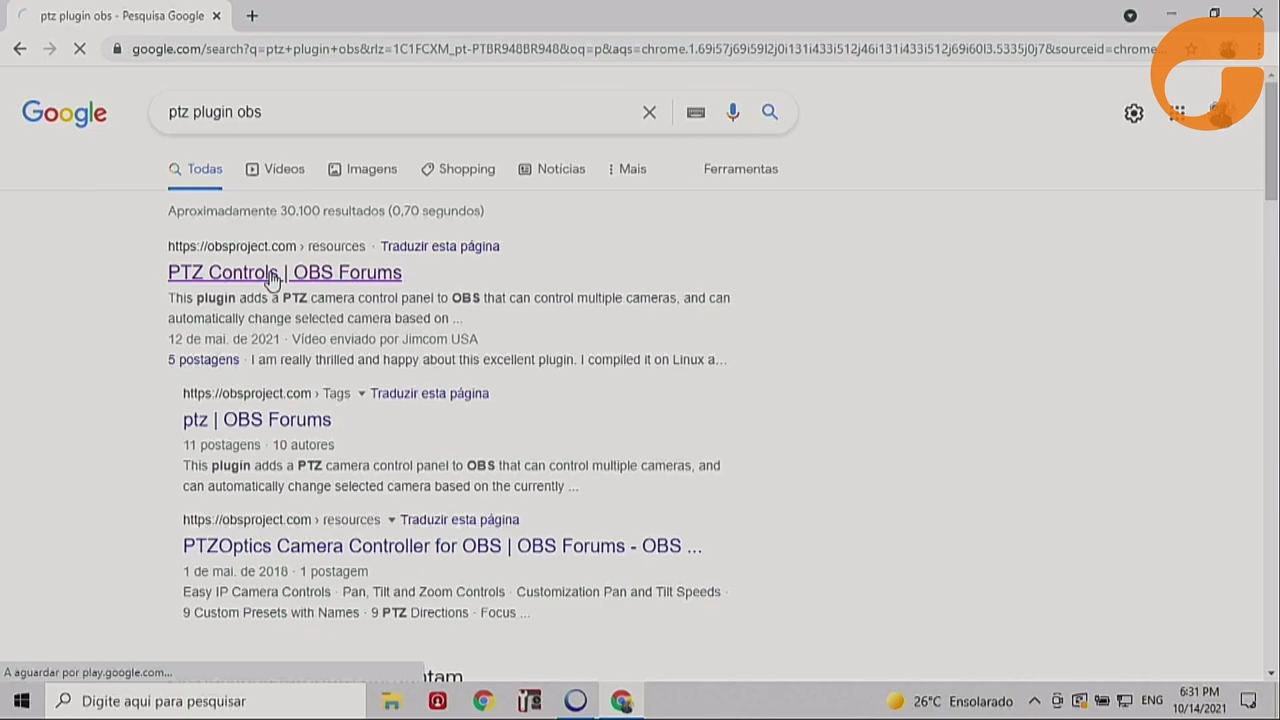 ptz plugin obs - Pesquisa Google
google.com/search?q=ptz+plugin+obs&rlz=1C1FCXM_pt-PTBR948BR948&oq=p&aqs=chrome.1.69i57j69i59l2j0i131i433i512j46i131i433i512j69i60l3.5335j0j7&sourceid=chrome...
Google
ptz plugin obs
Todas Vídeos Imagens Shopping Notícias Mais Ferramentas
Aproximadamente 30.100 resultados (0,70 segundos)
https://obsproject.com › resources · Traduzir esta página
PTZ Controls | OBS Forums
This plugin adds a PTZ camera control panel to OBS that can control multiple cameras, and can
automatically change selected camera based on ...
12 de mai. de 2021 · Vídeo enviado por Jimcom USA
5 postagens · I am really thrilled and happy about this excellent plugin. I compiled it on Linux a...
https://obsproject.com › Tags Traduzir esta página
ptz | OBS Forums
11 postagens · 10 autores
This plugin adds a PTZ camera control panel to OBS that can control multiple cameras, and
can automatically change selected camera based on the currently ...
https://obsproject.com › resources Traduzir esta página
PTZOptics Camera Controller for OBS | OBS Forums - OBS ...
1 de mai. de 2018 · 1 postagem
Easy IP Camera Controls · Pan, Tilt and Zoom Controls · Customization Pan and Tilt Speeds ·
9 Custom Presets with Names · 9 PTZ Directions · Focus ...
A aguardar por play.google.com...
Digite aqui para pesquisar
26°C Ensolarado
ENG
6:31 PM
10/14/2021